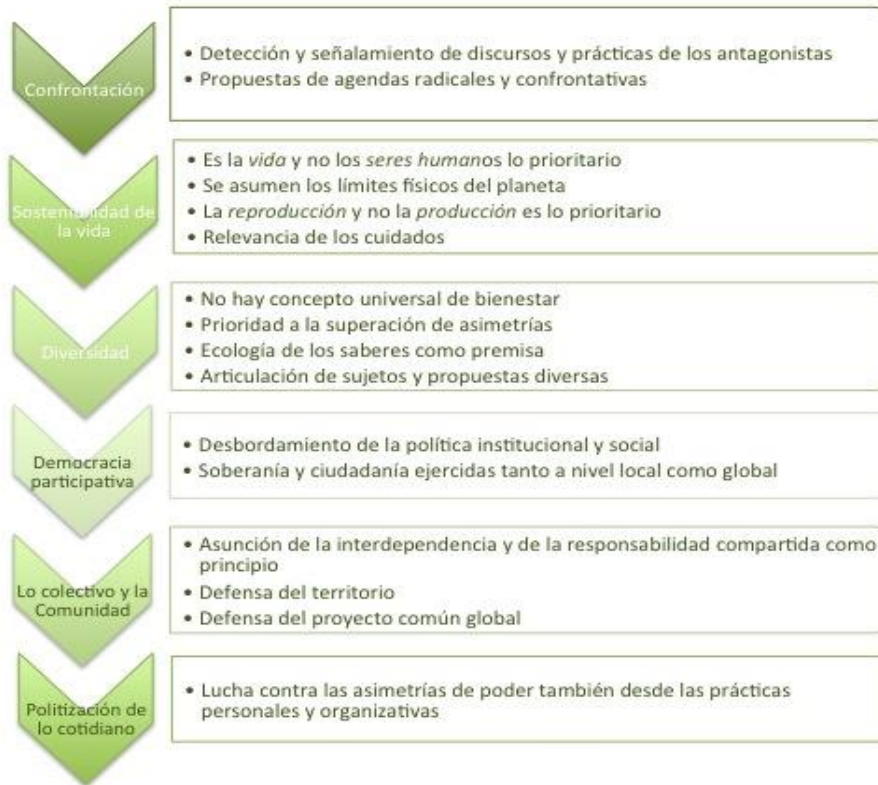 Confrontación
• Detección y señalamiento de discursos y prácticas de los antagonistas
• Propuestas de agendas radicales y confrontativas
Sostenibilidad de
la vida
• Es la vida y no los seres humanos lo prioritario
• Se asumen los límites físicos del planeta
• La reproducción y no la producción es lo prioritario
• Relevancia de los cuidados
Diversidad
• No hay concepto universal de bienestar
• Prioridad a la superación de asimetrías
• Ecología de los saberes como premisa
• Articulación de sujetos y propuestas diversas
Democracia
participativa
• Desbordamiento de la política institucional y social
• Soberanía y ciudadanía ejercidas tanto a nivel local como global
Lo colectivo y la
Comunidad
• Asunción de la interdependencia y de la responsabilidad compartida como
principio
• Defensa del territorio
• Defensa del proyecto común global
Politización de
lo cotidiano
• Lucha contra las asimetrías de poder también desde las prácticas
personales y organizativas